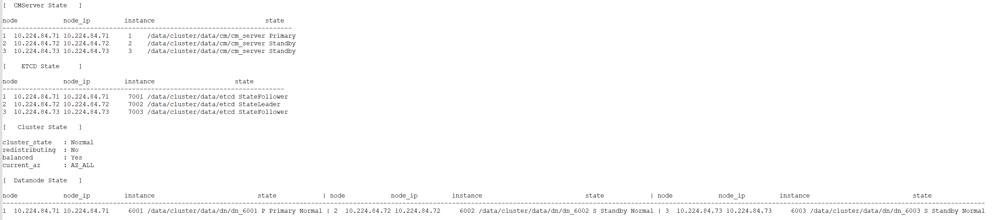 [  CMServer State   ]
node            node_ip         instance                             state
----------------------------------------------------------------------------
1  10.224.84.71 10.224.84.71     1    /data/cluster/data/cm/cm_server Primary
2  10.224.84.72 10.224.84.72     2    /data/cluster/data/cm/cm_server Standby
3  10.224.84.73 10.224.84.73     3    /data/cluster/data/cm/cm_server Standby
[    ETCD State     ]
node            node_ip         instance                     state
--------------------------------------------------------------------------
1  10.224.84.71 10.224.84.71     7001 /data/cluster/data/etcd StateFollower
2  10.224.84.72 10.224.84.72     7002 /data/cluster/data/etcd StateLeader
3  10.224.84.73 10.224.84.73     7003 /data/cluster/data/etcd StateFollower
[   Cluster State   ]
cluster_state   : Normal
redistributing  : No
balanced        : Yes
current_az      : AZ_ALL
[  Datanode State   ]
node            node_ip         instance                           state            | node            node_ip         instance                           state            | node            node_ip         instance                           state
------------------------------------------------------------------------------------------------------------------------------------------------------------------------------------------------------------------------------------------------------------------
1  10.224.84.71 10.224.84.71     6001 /data/cluster/data/dn/dn_6001 P Primary Normal | 2  10.224.84.72 10.224.84.72     6002 /data/cluster/data/dn/dn_6002 S Standby Normal | 3  10.224.84.73 10.224.84.73     6003 /data/cluster/data/dn/dn_6003 S Standby Normal